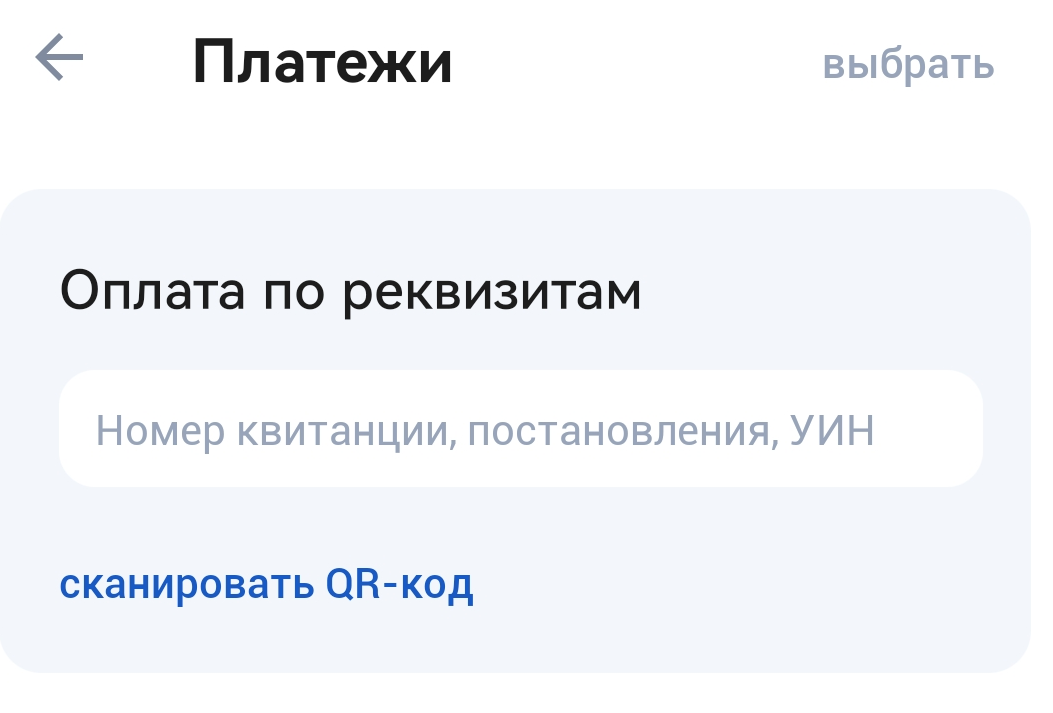 Платежи
выбрать
Оплата по реквизитам
Номер квитанции, постановления, УИН
сканировать QR-код